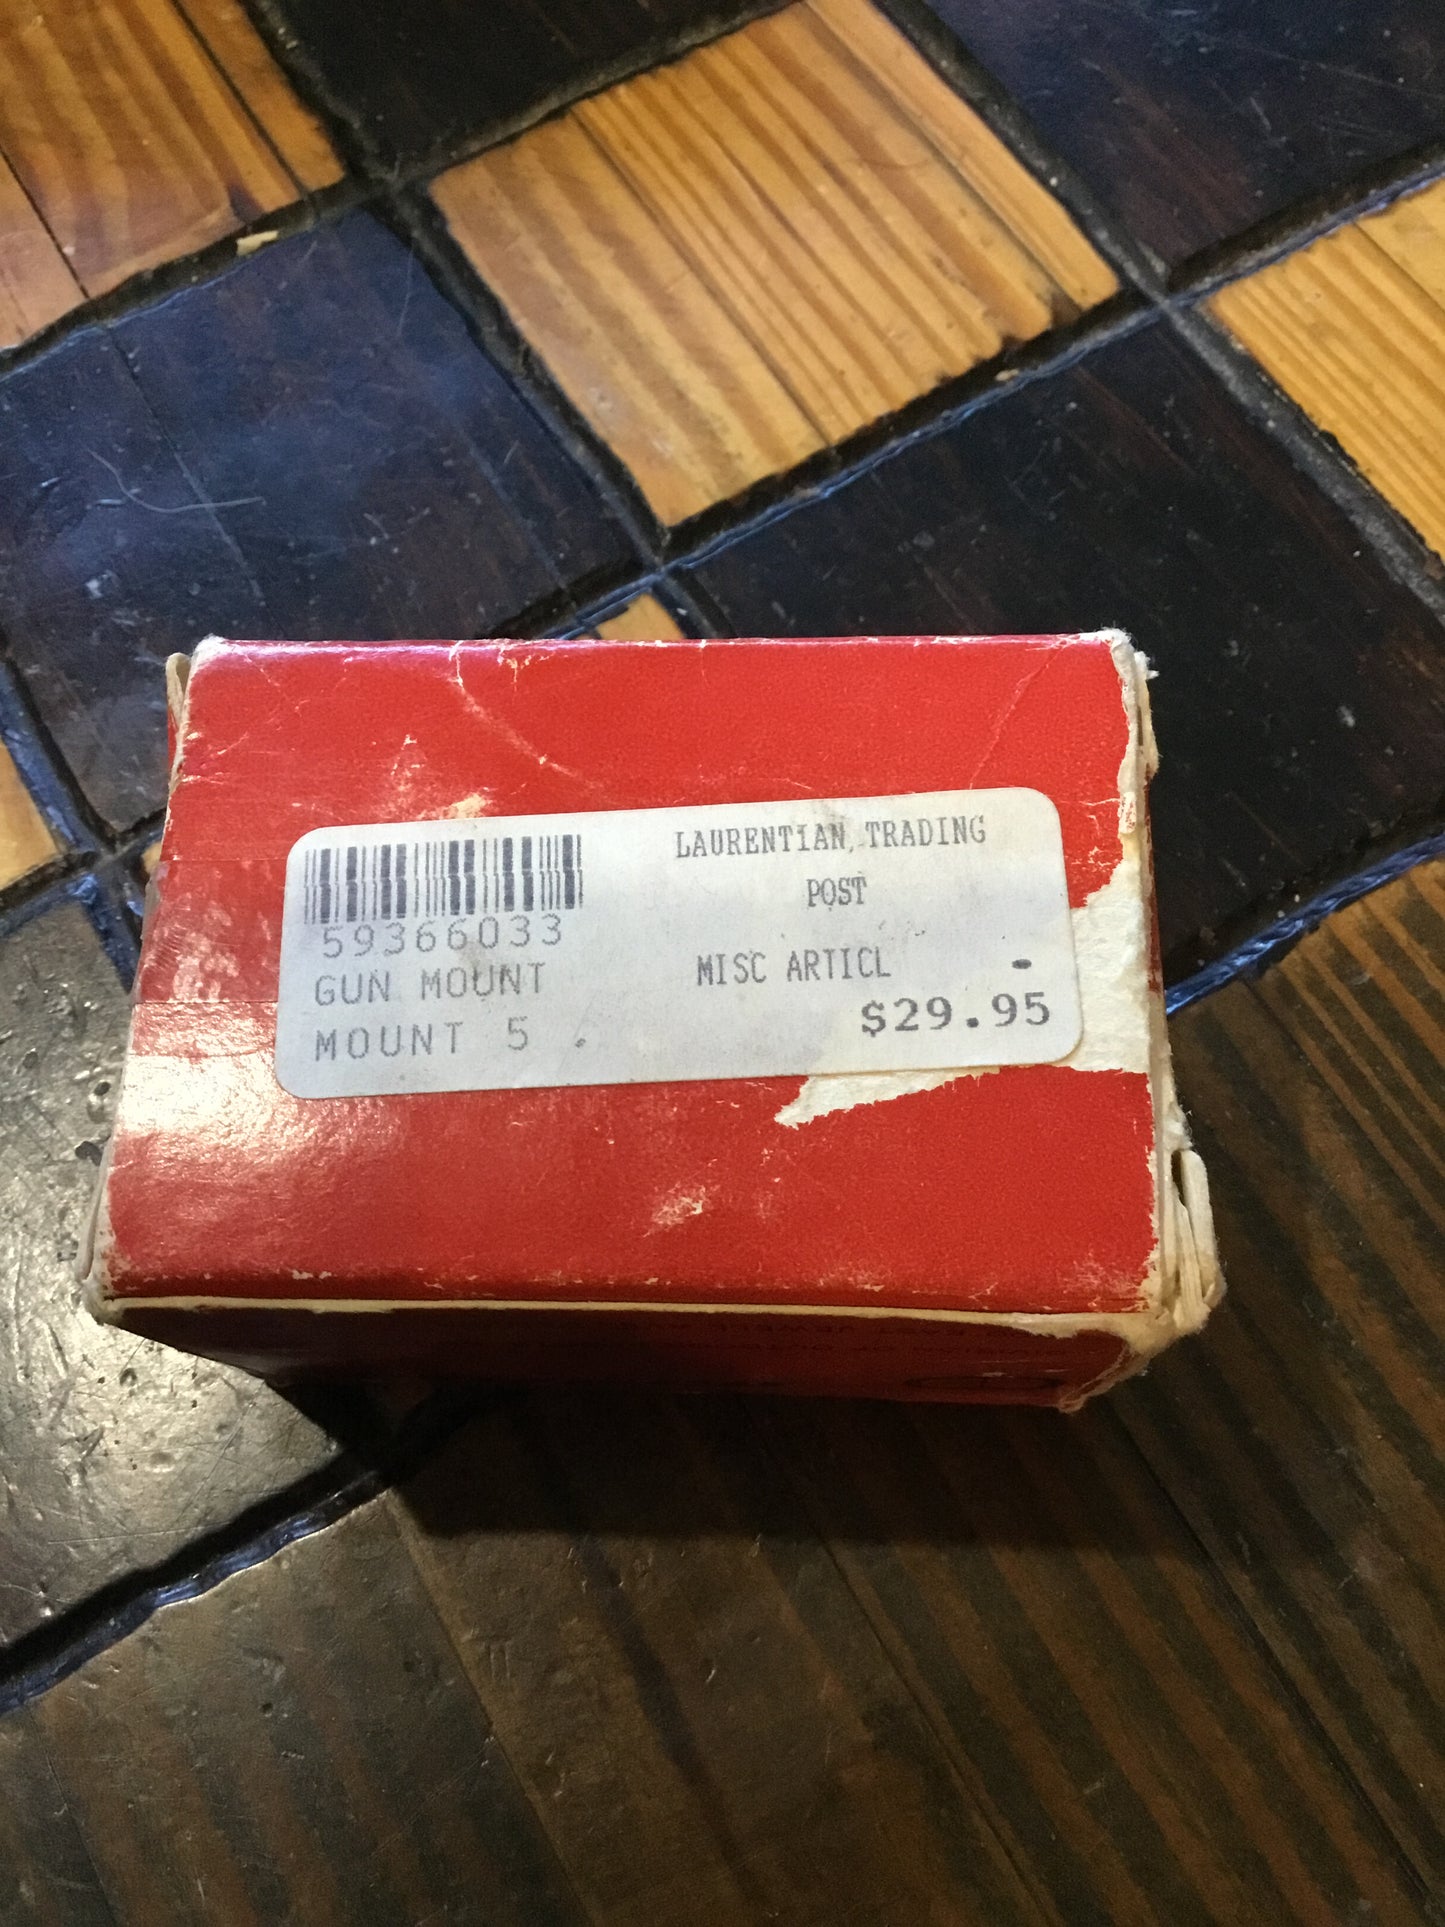 LAURENTIAN TRADING
POST
59366033
GUN MOUNT
MISC ARTICL -
MOUNT 5 .
$29.95